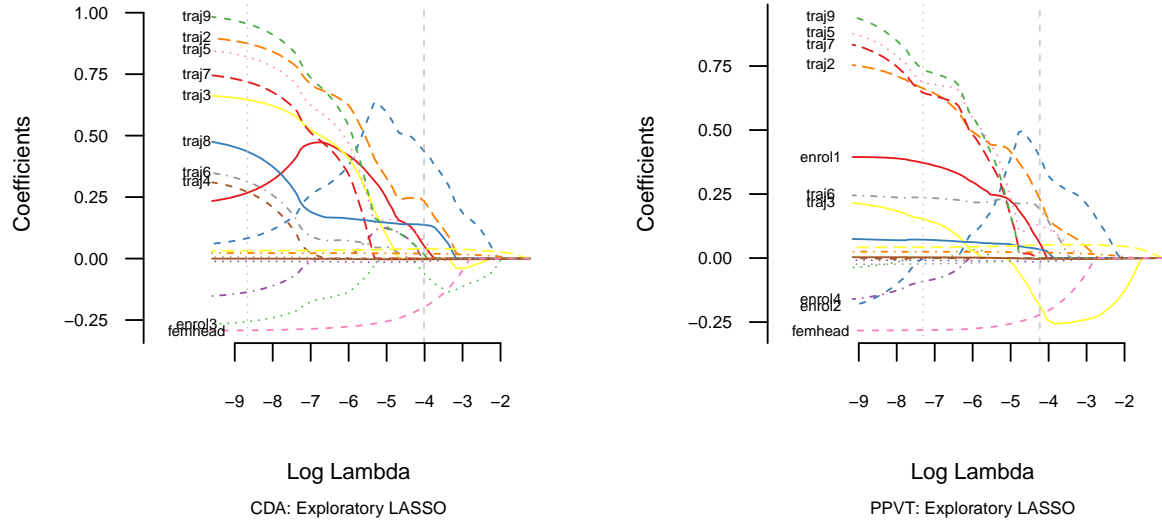 Coefficients
1.00
0.75
0.50
0.25
0.00
−0.25
traj9
traj2
traj5
traj7
traj3
traj8
traj6
traj4
enrol3
femhead
−9 −8 −7 −6 −5 −4 −3 −2
Log Lambda
CDA: Exploratory LASSO
Coefficients
0.75
0.50
0.25
0.00
−0.25
traj9
traj5
traj7
traj2
enrol1
traj6
traj3
enrol4
enrol2
femhead
−9 −8 −7 −6 −5 −4 −3 −2
Log Lambda
PPVT: Exploratory LASSO